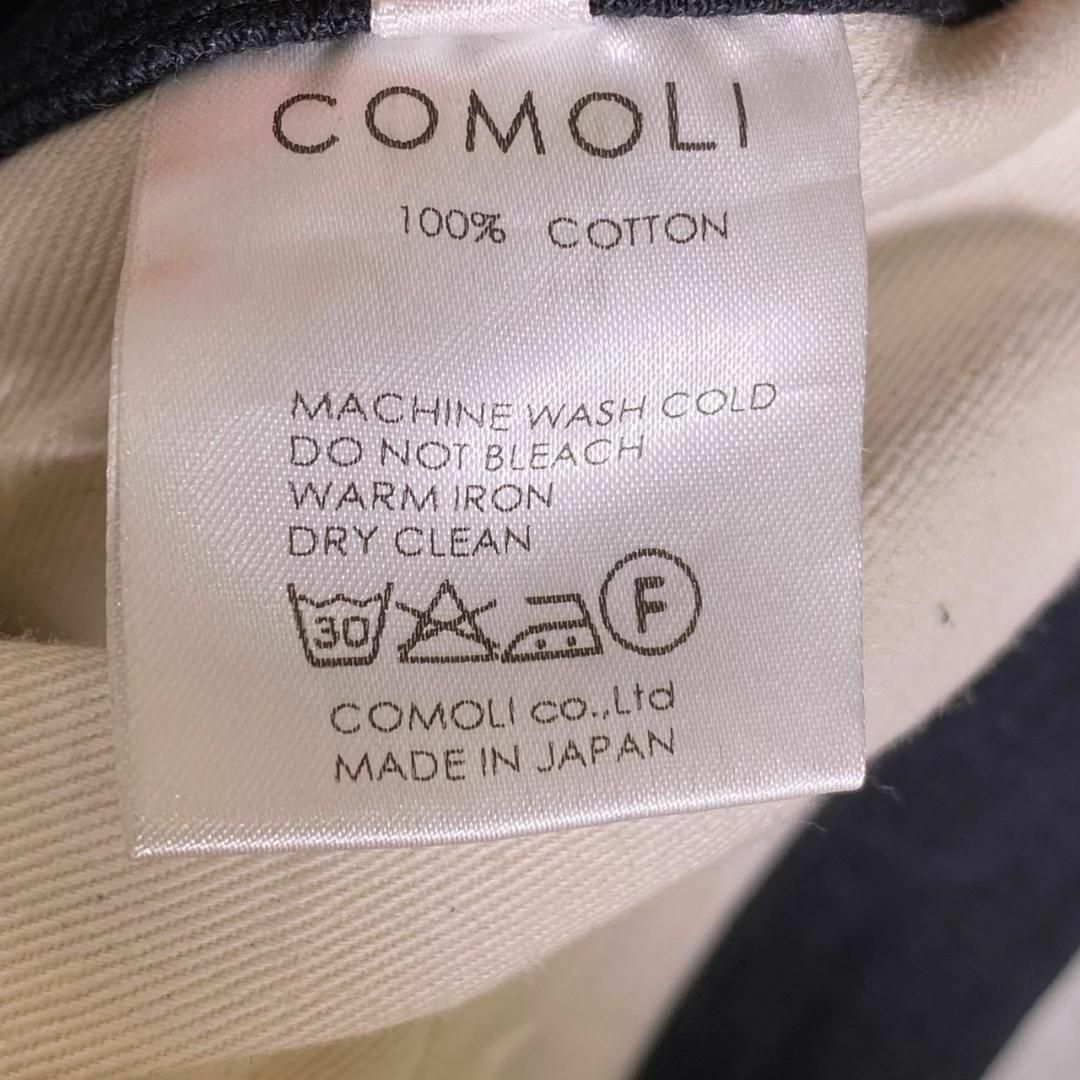 COMOLI
100% COTTON
MACHINE WASH COLD
DO NOT BLEACH
WARM IRON
DRY CLEAN
30 F
COMOLI co.,Ltd
MADE IN JAPAN